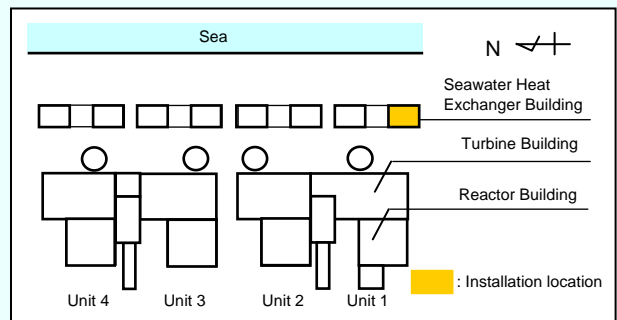 Sea
N
Seawater Heat
Exchanger Building
Turbine Building
Reactor Building
: Installation location
Unit 4
Unit 3
Unit 2
Unit 1